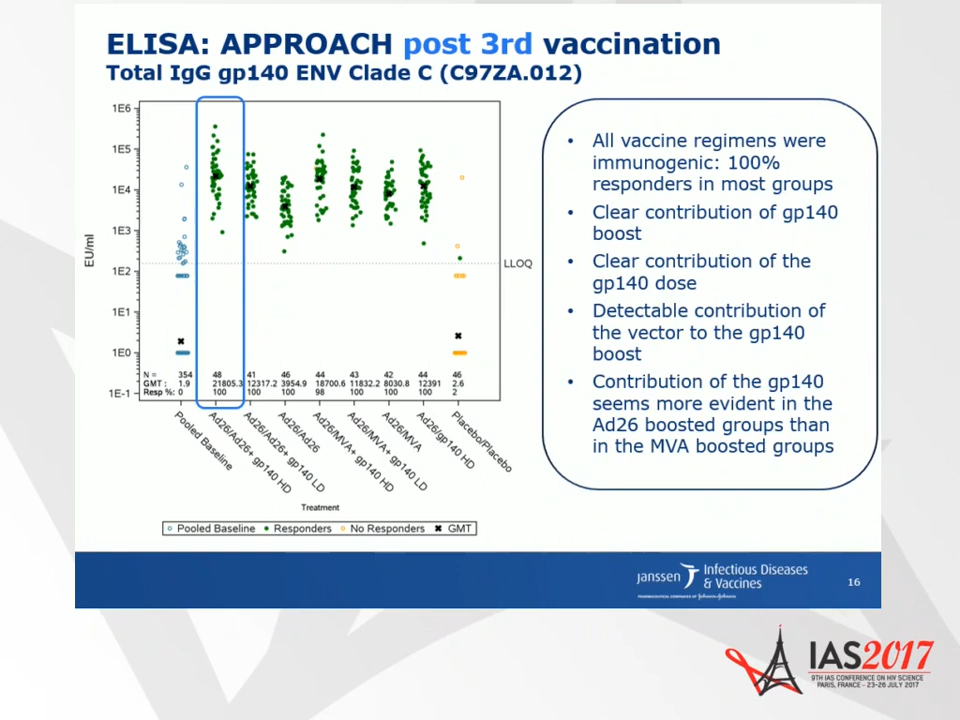 ELISA: APPROACH post 3rd vaccination
Total IgG gp140 ENV Clade C (C97ZA.012)
1E6
1E5
1E4
1E3
1E2
1E1
1E0
1E-1
EU/ml
LLOQ
N = 354 48 41 46 44 43 42 44 46
GMT : 1.9 21805.3 12317.2 3954.9 18700.6 11832.2 8030.8 12391 2.6
Resp %: 0 100 100 100 98 100 100 100 2
Pooled Baseline
Ad26/Ad26+ gp140 HD
Ad26/Ad26+ gp140 LD
Ad26/Ad26
Ad26/MVA+ gp140 HD
Ad26/MVA+ gp140 LD
Ad26/MVA
Ad26/gp140 HD
Placebo/Placebo
Treatment
Pooled Baseline Responders No Responders GMT
• All vaccine regimens were
immunogenic: 100%
responders in most groups
• Clear contribution of gp140
boost
• Clear contribution of the
gp140 dose
• Detectable contribution of
the vector to the gp140
boost
• Contribution of the gp140
seems more evident in the
Ad26 boosted groups than
in the MVA boosted groups
janssen Infectious Diseases
& Vaccines
PHARMACEUTICAL COMPANIES OF Johnson & Johnson
16
IAS2017
9TH IAS CONFERENCE ON HIV SCIENCE
PARIS, FRANCE - 23-26 JULY 2017